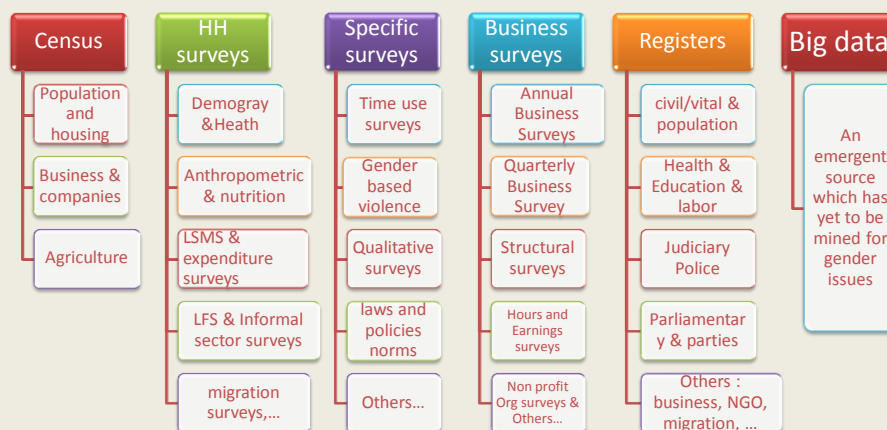 Census
Population
and
housing
Business &
companies
Agriculture
HH
surveys
Demogray
&Heath
Anthropometric
& nutrition
LSMS &
expenditure
surveys
LFS & Informal
sector surveys
migration
surveys,...
Specific
surveys
Time use
surveys
Gender
based
violence
Qualitative
surveys
laws and
policies
norms
Others...
Business
surveys
Annual
Business
Surveys
Quarterly
Business
Survey
Structural
surveys
Hours and
Earnings
surveys
Non profit
Org surveys &
Others...
Registers
civil/vital &
population
Health &
Education &
labor
Judiciary
Police
Parliamentar
y & parties
Others :
business, NGO,
migration, ...
Big data
An
emergent
source
which has
yet to be
mined for
gender
issues